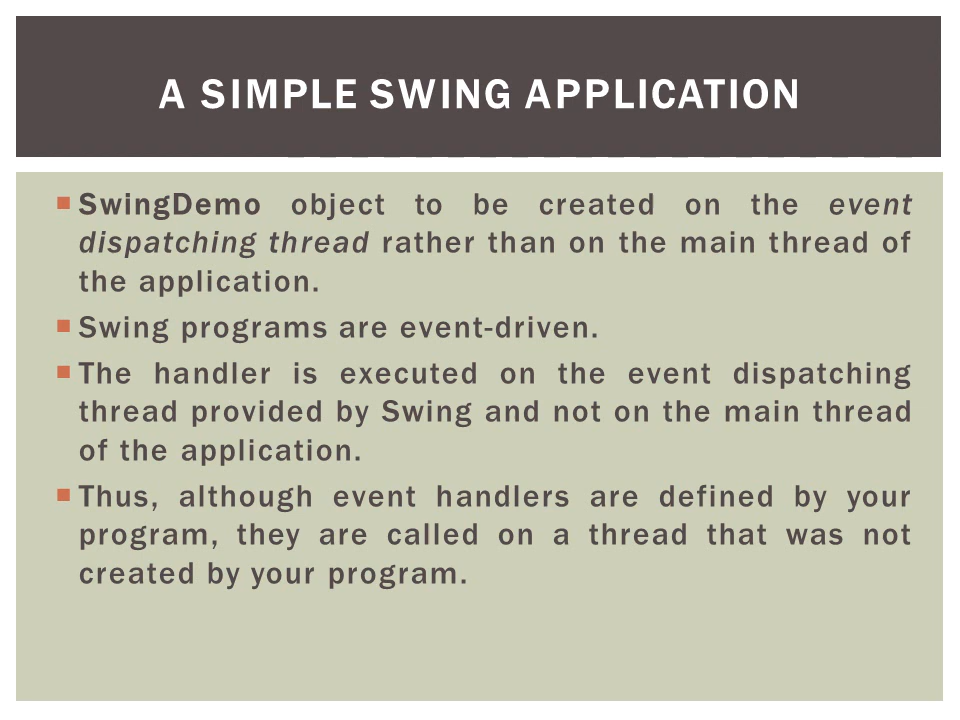 A SIMPLE SWING APPLICATION
SwingDemo object to be created on the event
dispatching thread rather than on the main thread of
the application.
Swing programs are event-driven.
The handler is executed on the event dispatching
thread provided by Swing and not on the main thread
of the application.
Thus, although event handlers are defined by your
program, they are called on a thread that was not
created by your program.